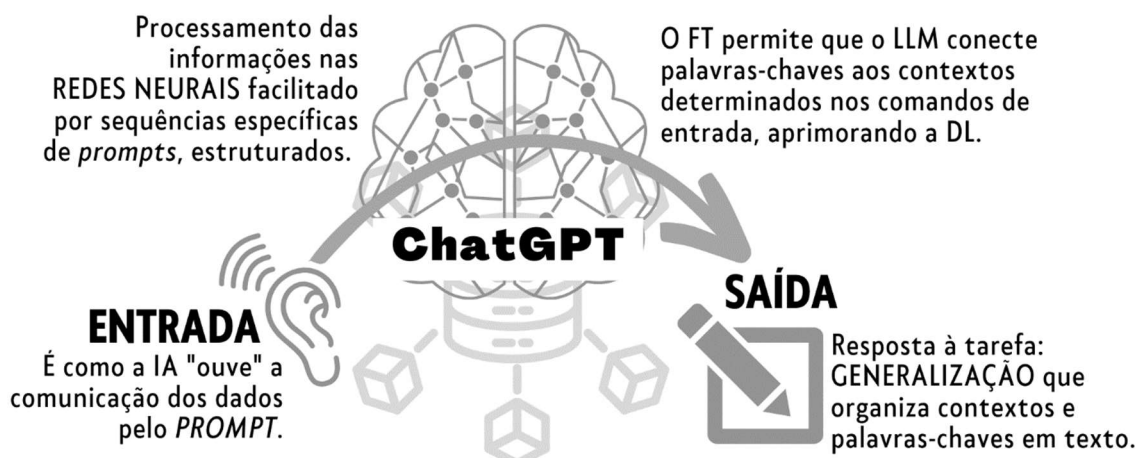 Processamento das
informações nas
REDES NEURAIS facilitado
por sequências específicas
de prompts, estruturados.
O FT permite que o LLM conecte
palavras-chaves aos contextos
determinados nos comandos de
entrada, aprimorando a DL.
ChatGPT
ENTRADA
É como a IA "ouve" a
comunicação dos dados
pelo PROMPT.
SAÍDA
Resposta à tarefa:
GENERALIZAÇÃO que
organiza contextos e
palavras-chaves em texto.